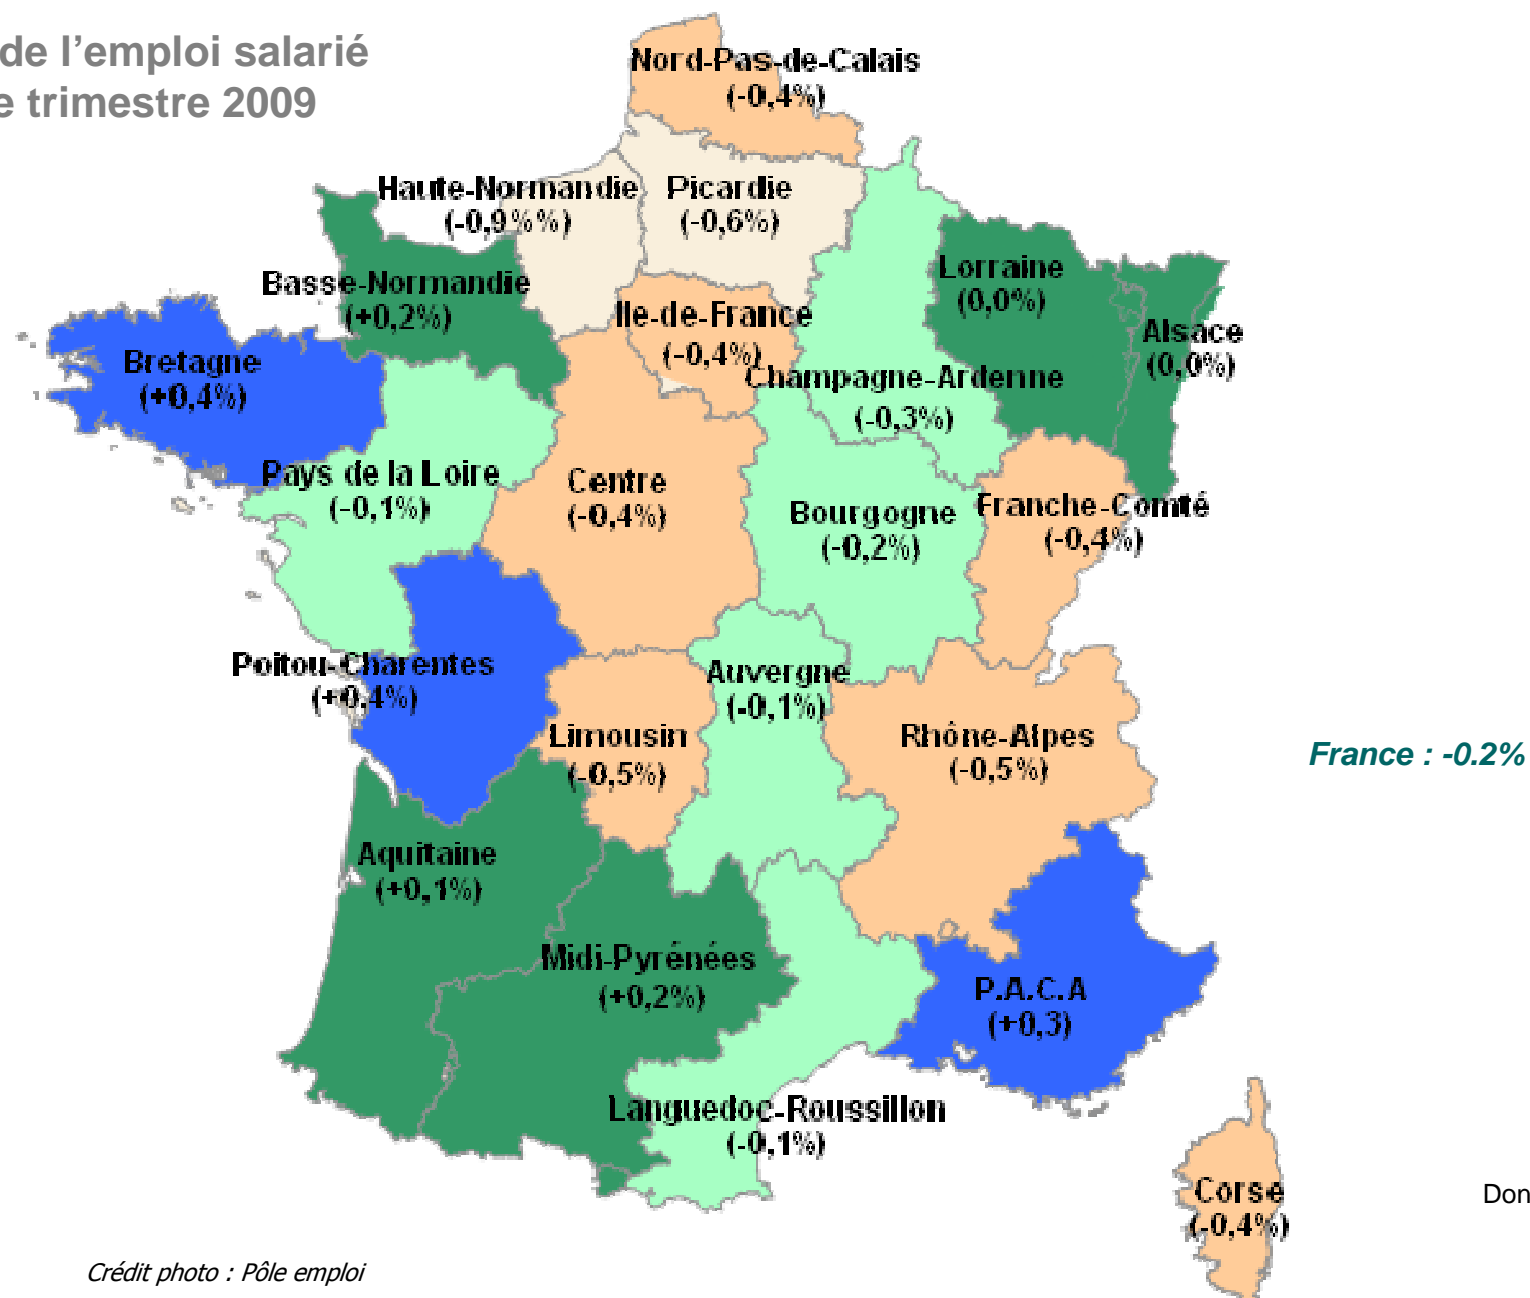 de l'emploi salarié
e trimestre 2009
Nord-Pas-de-Calais
(-0,4%)
Haute-Normandie
(-0,9%%)
Picardie
(-0,6%)
Basse-Normandie
(+0,2%)
Lorraine
(0,0%)
Ile-de-France
(-0,4%)
Alsace
(0,0%)
Bretagne
(+0,4%)
Champagne-Ardenne
(-0,3%)
Pays de la Loire
(-0,1%)
Centre
(-0,4%)
Bourgogne
(-0,2%)
Franche-Comté
(-0,4%)
Poitou-Charentes
(+0,4%)
Auvergne
(-0,1%)
Limousin
(-0,5%)
Rhône-Alpes
(-0,5%)
France : -0.2%
Aquitaine
(+0,1%)
Midi-Pyrénées
(+0,2%)
P.A.C.A
(+0,3)
Languedoc-Roussillon
(-0,1%)
Corse
(-0,4%)
Don
Crédit photo : Pôle emploi